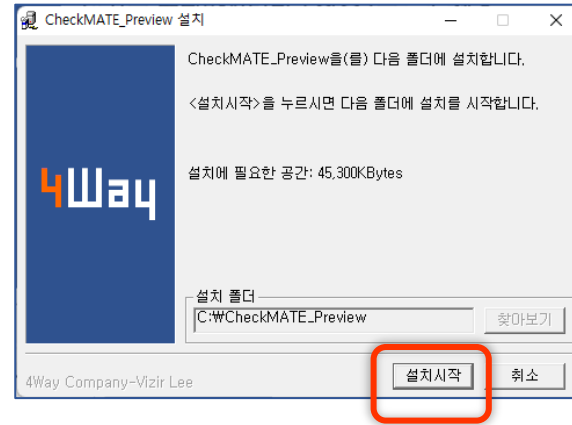 CheckMATE_Preview 설치
CheckMATE_Preview을(를) 다음 폴더에 설치합니다.
<설치시작>을 누르시면 다음 폴더에 설치를 시작합니다.
4Way
설치에 필요한 공간: 45,300KBytes
설치 폴더
C:₩CheckMATE_Preview
찾아보기
4Way Company-Vizir Lee
설치시작
취소